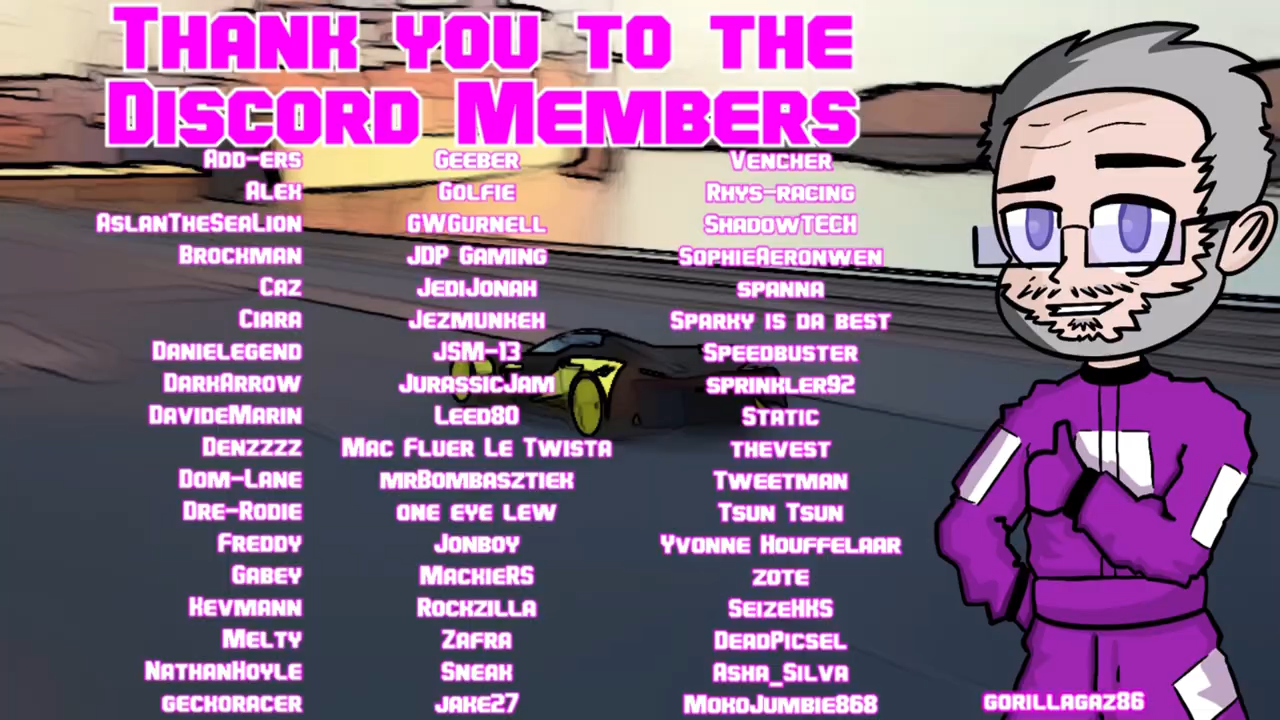 Thank you to the
Discord Members
Add-ers
Alex
AslanTheSeaLion
Brockman
Caz
Ciara
Danielegend
DarkArrow
DavideMarin
Denzzzz
Dom-Lane
Dre-Rodie
Freddy
Gabey
Kevmann
Melty
NathanHoyle
geckoracer
Geeber
Golfie
GWGurnell
JDP Gaming
JediJonah
Jezmunkeh
JSM-13
JurassicJam
Leed80
Mac Fluer Le Twista
mrBombasztiek
one eye lew
Jonboy
MackieRS
Rockzilla
Zafra
Sneak
jake27
Vencher
Rhys-racing
ShadowTECH
SophieAeronwen
spanna
Sparky is da best
Speedbuster
sprinkler92
Static
thevest
Tweetman
Tsun Tsun
Yvonne Houffelaar
zote
SeizeHKS
DeadPicsel
Asha_Silva
MokoJumbie868
gorillagaz86